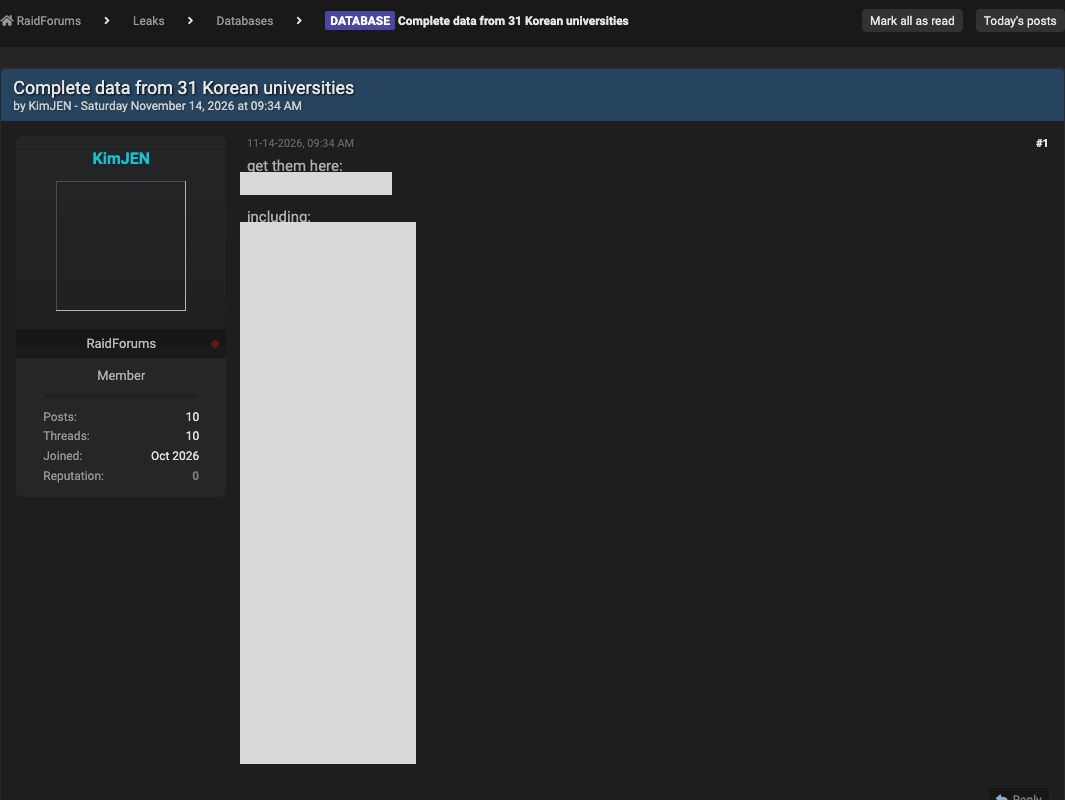 RaidForums > Leaks > Databases > DATABASE Complete data from 31 Korean universities
Mark all as read
Today's posts
Complete data from 31 Korean universities
by KimJEN - Saturday November 14, 2026 at 09:34 AM
KimJEN
RaidForums
Member
Posts: 10
Threads: 10
Joined: Oct 2026
Reputation: 0
11-14-2026, 09:34 AM
#1
get them here:
including:
Reply